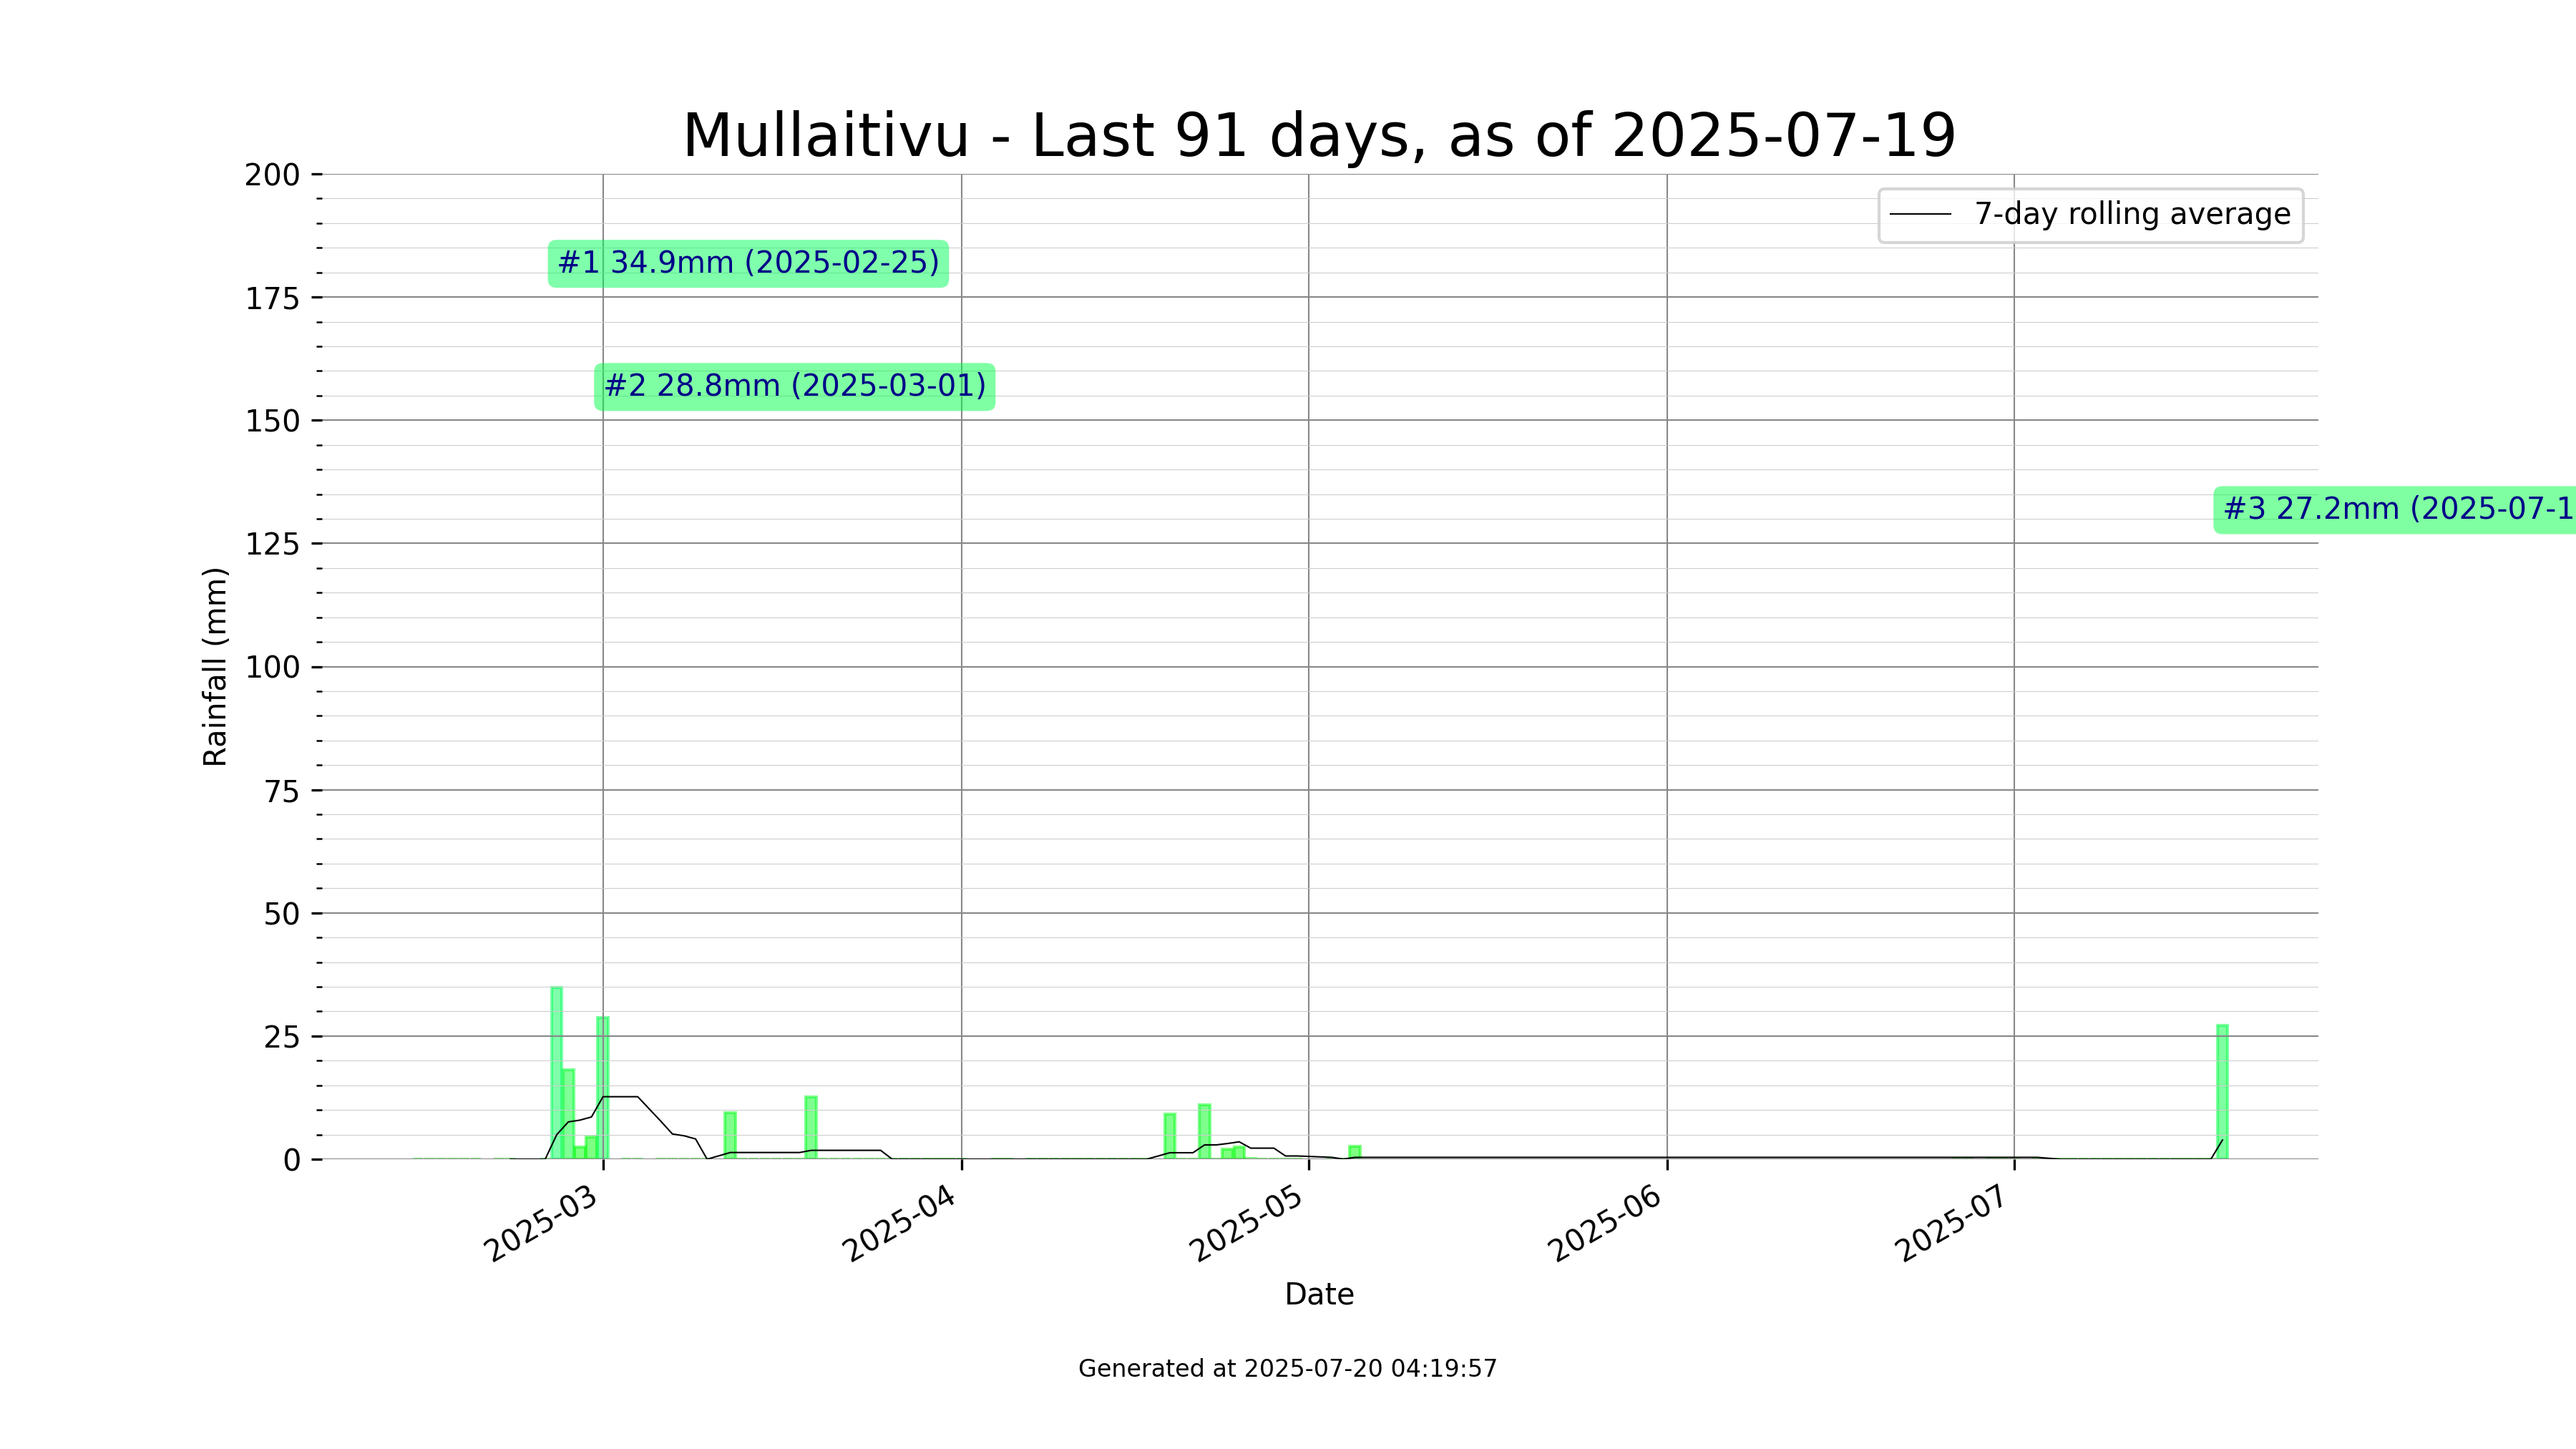 Mullaitivu - Last 91 days, as of 2025-07-19
200
175
150
125
100
75
50
25
0
Rainfall (mm)
7-day rolling average
#1 34.9mm (2025-02-25)
#2 28.8mm (2025-03-01)
#3 27.2mm (2025-07-1
2025-03
2025-04
2025-05
2025-06
2025-07
Date
Generated at 2025-07-20 04:19:57